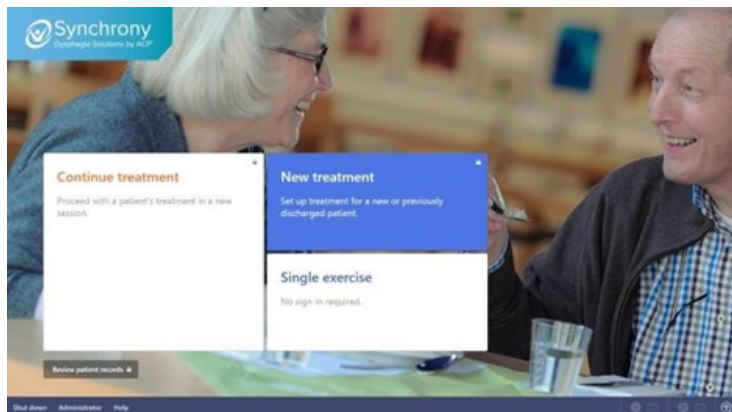 Synchrony
Dysphagia Solutions by ACP
Continue treatment
Proceed with a patient's treatment in a new
session.
New treatment
Set up treatment for a new or previously
discharged patient.
Single exercise
No sign-in required.
Review patient records
Shut down Administrator Help